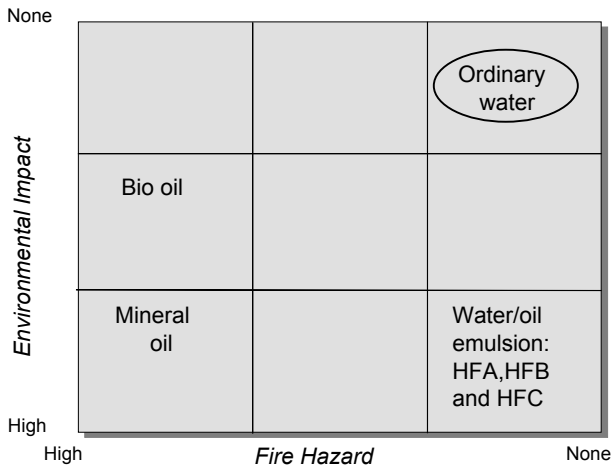 None
Ordinary
water
Environmental Impact
Bio oil
Mineral
oil
Water/oil
emulsion:
HFA,HFB
and HFC
High
High
Fire Hazard
None